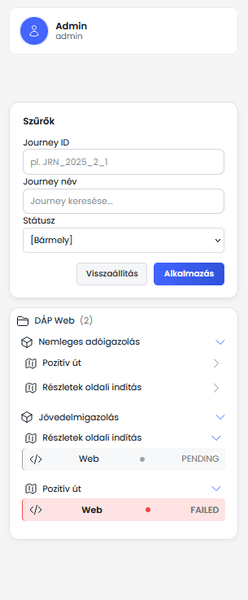 Admin
admin
Szűrők
Journey ID
pl. JRN_2025_2_1
Journey név
Journey keresése...
Státusz
[Bármely]
Visszaállítás Alkalmazás
DÁP Web (2)
Nemleges adóigazolás
Pozitív út
Részletek oldali indítás
Jövedelmigazolás
Részletek oldali indítás
Web PENDING
Pozitív út
Web FAILED